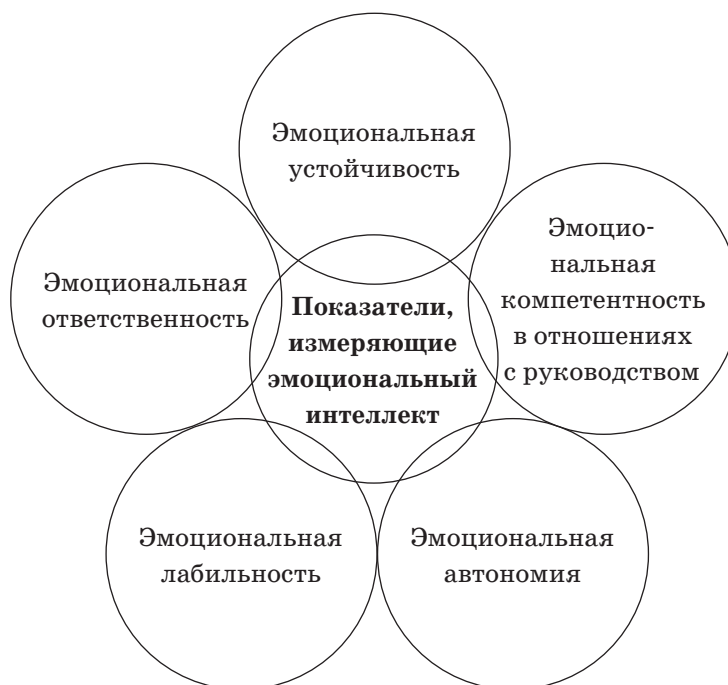 Эмоциональная
устойчивость
Эмоциональная
ответственность
Показатели,
измеряющие
эмоциональный
интеллект
Эмоцио-
нальная
компетентность
в отношениях
с руководством
Эмоциональная
лабильность
Эмоциональная
автономия